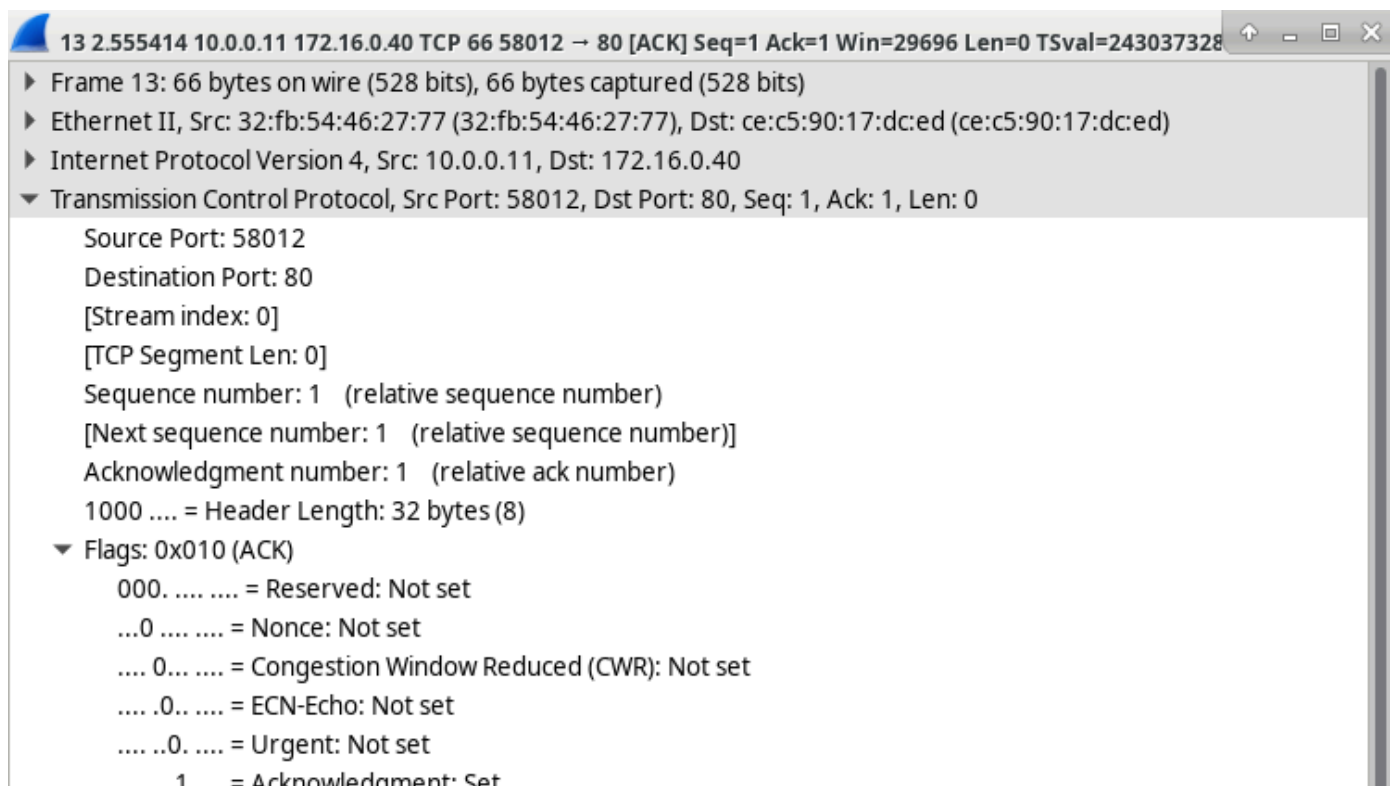 13 2.555414 10.0.0.11 172.16.0.40 TCP 66 58012 → 80 [ACK] Seq=1 Ack=1 Win=29696 Len=0 TSval=243037328
Frame 13: 66 bytes on wire (528 bits), 66 bytes captured (528 bits)
Ethernet II, Src: 32:fb:54:46:27:77 (32:fb:54:46:27:77), Dst: ce:c5:90:17:dc:ed (ce:c5:90:17:dc:ed)
Internet Protocol Version 4, Src: 10.0.0.11, Dst: 172.16.0.40
Transmission Control Protocol, Src Port: 58012, Dst Port: 80, Seq: 1, Ack: 1, Len: 0
Source Port: 58012
Destination Port: 80
[Stream index: 0]
[TCP Segment Len: 0]
Sequence number: 1    (relative sequence number)
[Next sequence number: 1    (relative sequence number)]
Acknowledgment number: 1    (relative ack number)
1000 .... = Header Length: 32 bytes (8)
Flags: 0x010 (ACK)
000. .... .... = Reserved: Not set
...0 .... .... = Nonce: Not set
.... 0... .... = Congestion Window Reduced (CWR): Not set
.... .0.. .... = ECN-Echo: Not set
.... ..0. .... = Urgent: Not set
1 = Acknowledgment: Set